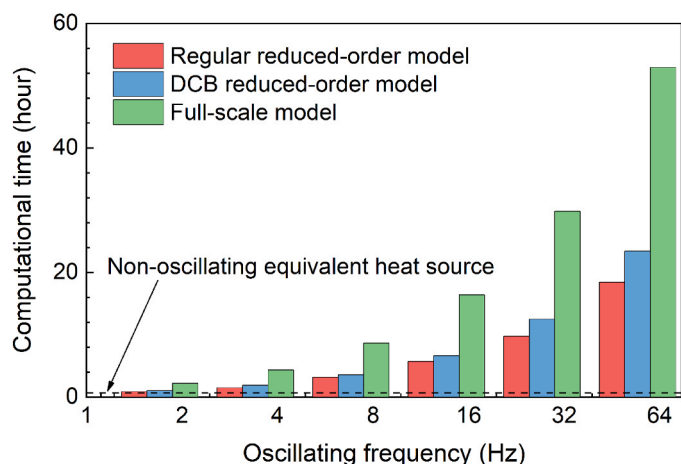 60
40
20
0
Computational time (hour)
Regular reduced-order model
DCB reduced-order model
Full-scale model
Non-oscillating equivalent heat source
1 2 4 8 16 32 64
Oscillating frequency (Hz)